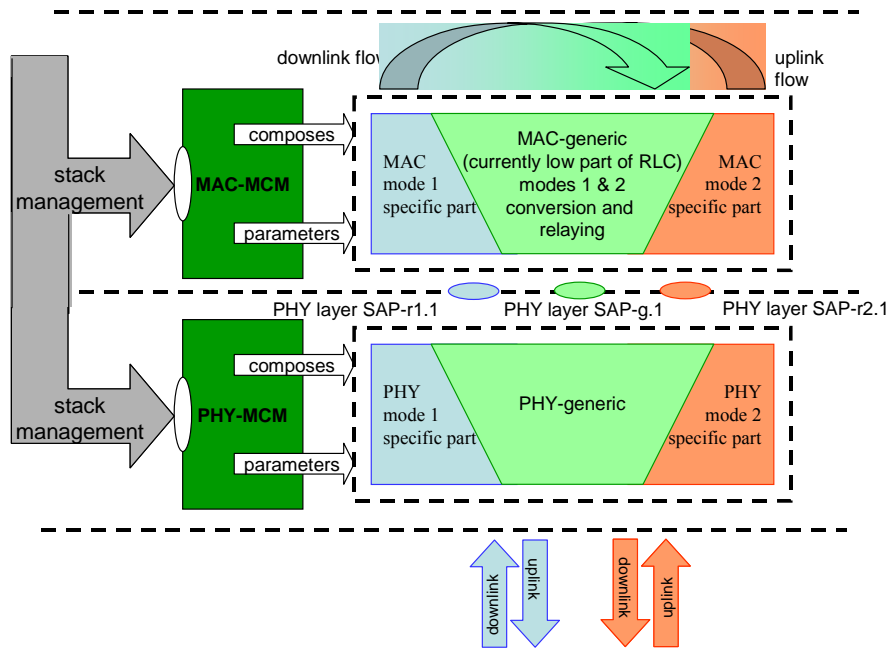 downlink flow
uplink
flow
composes
stack
management
MAC-MCM
parameters
MAC
mode 1
specific part
MAC-generic
(currently low part of RLC)
modes 1 & 2
conversion and
relaying
MAC
mode 2
specific part
PHY layer SAP-r1.1
PHY layer SAP-g.1
PHY layer SAP-r2.1
composes
stack
management
PHY-MCM
parameters
PHY
mode 1
specific part
PHY-generic
PHY
mode 2
specific part
downlink
uplink
downlink
uplink